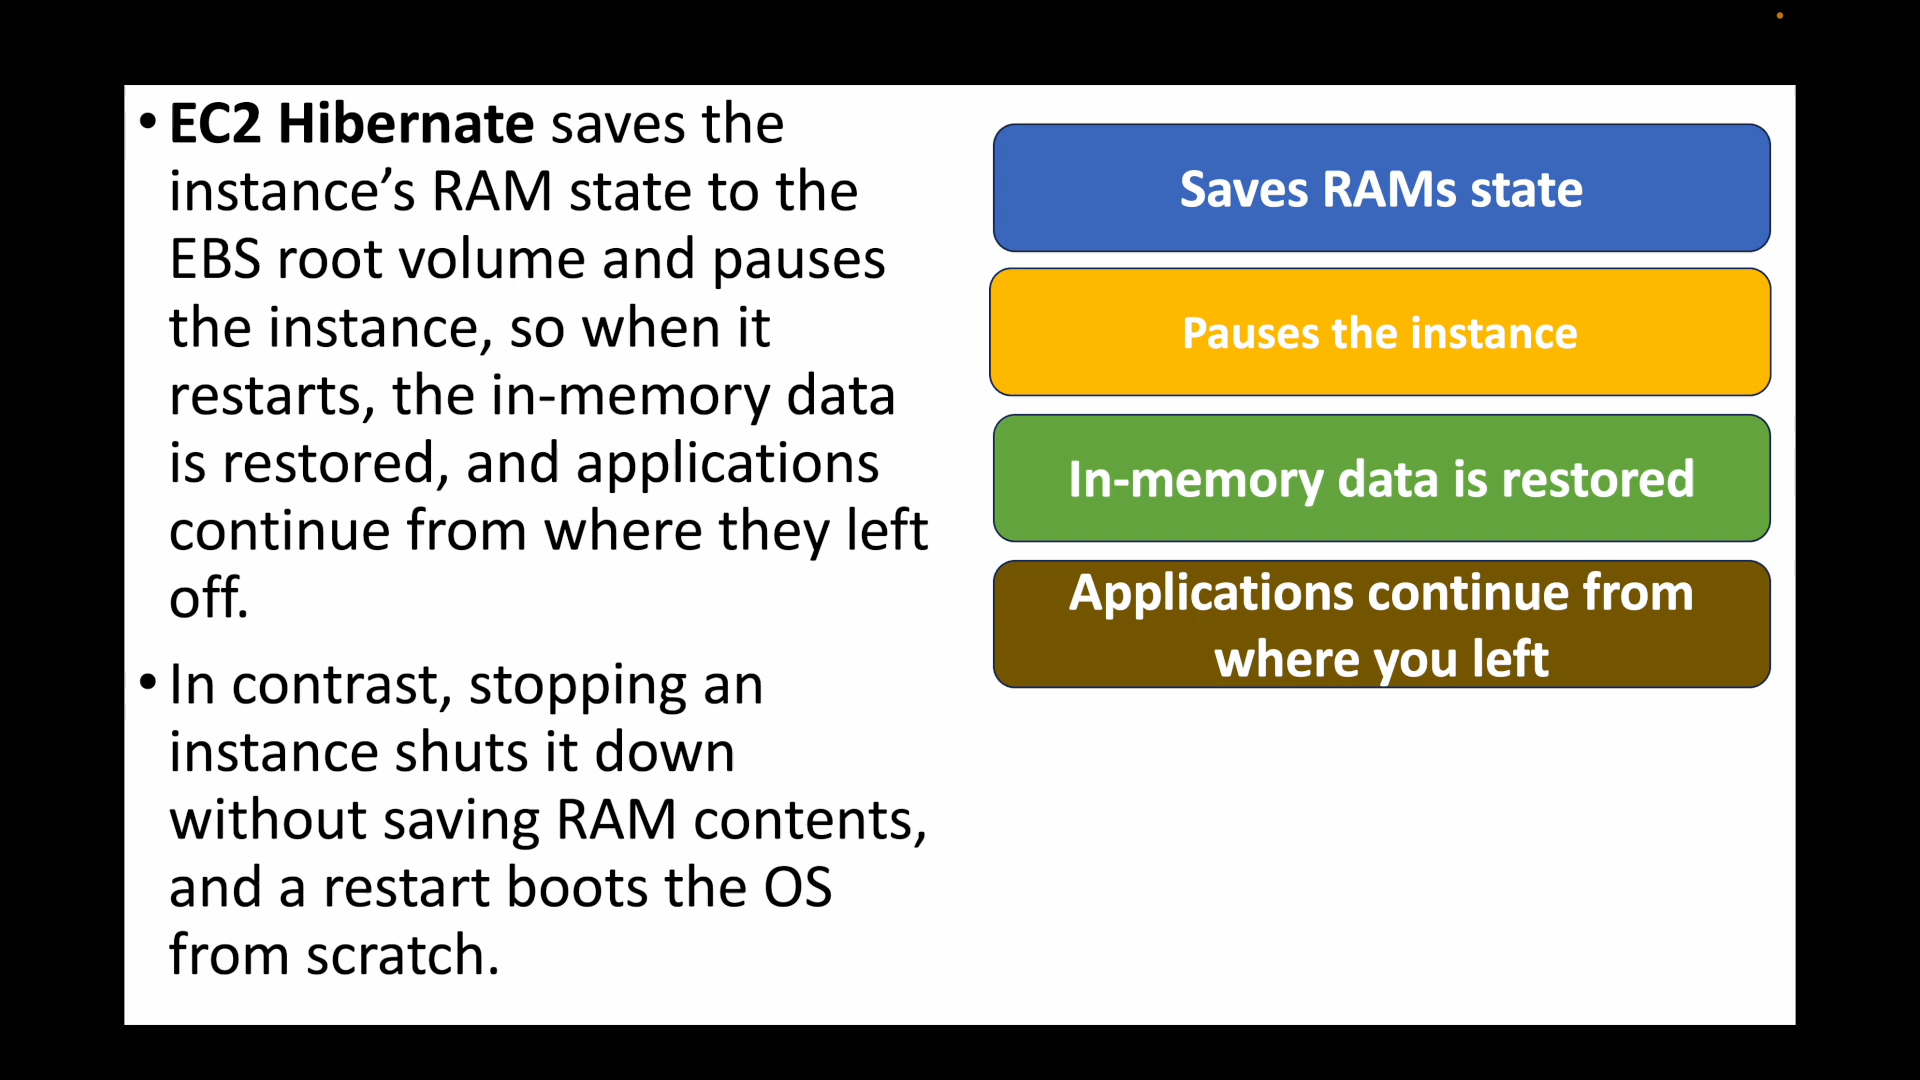 • EC2 Hibernate saves the
instance’s RAM state to the
EBS root volume and pauses
the instance, so when it
restarts, the in-memory data
is restored, and applications
continue from where they left
off.
• In contrast, stopping an
instance shuts it down
without saving RAM contents,
and a restart boots the OS
from scratch.
Saves RAMs state
Pauses the instance
In-memory data is restored
Applications continue from
where you left